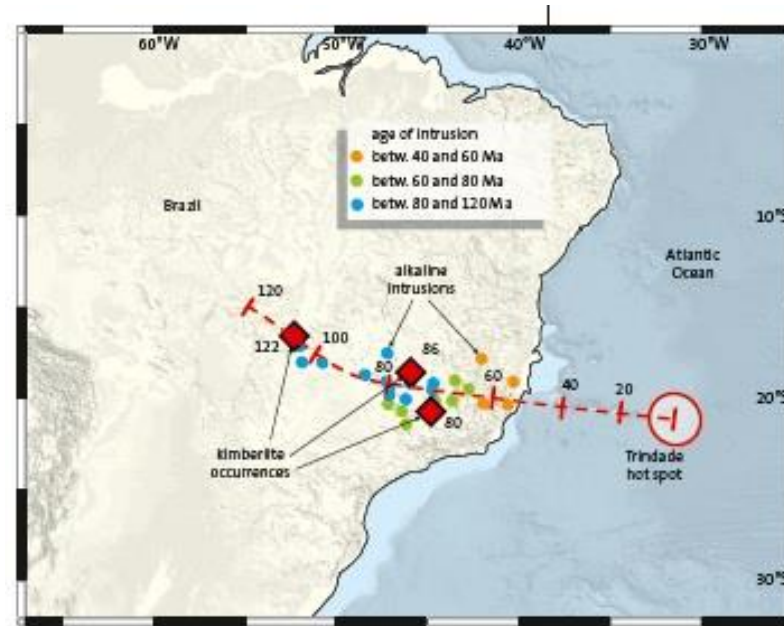 60°W
50°W
40°W
30°W
age of intrusion
betw. 40 and 60 Ma
betw. 60 and 80 Ma
betw. 80 and 120 Ma
Brazil
10°S
Atlantic
Ocean
alkaline
intrusions
120
122
100
86
80
60
40
20
20°S
80
kimberlite
occurrences
Trindade
hot spot
30°S